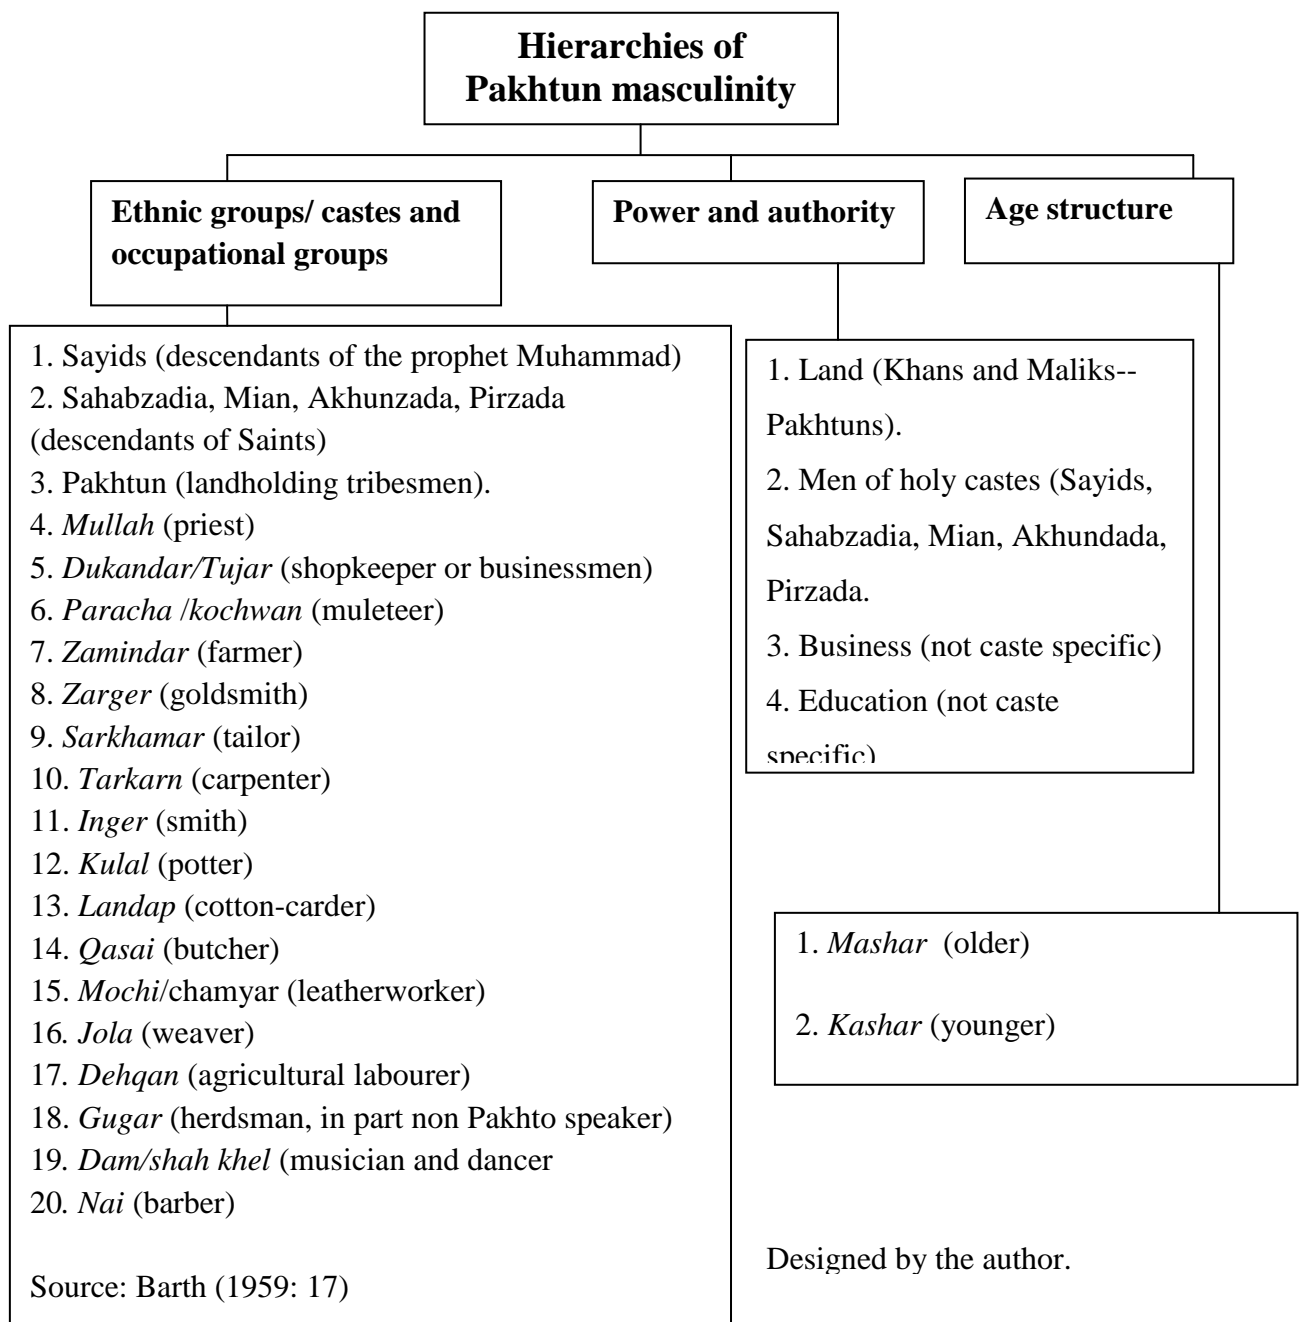 Hierarchies of
Pakhtun masculinity
Ethnic groups/ castes and
occupational groups
Power and authority
Age structure
1. Sayids (descendants of the prophet Muhammad)
2. Sahabzadia, Mian, Akhunzada, Pirzada
(descendants of Saints)
3. Pakhtun (landholding tribesmen).
4. Mullah (priest)
5. Dukandar/Tujar (shopkeeper or businessmen)
6. Paracha /kochwan (muleteer)
7. Zamindar (farmer)
8. Zarger (goldsmith)
9. Sarkhamar (tailor)
10. Tarkarn (carpenter)
11. Inger (smith)
12. Kulal (potter)
13. Landap (cotton-carder)
14. Qasai (butcher)
15. Mochi/chamyar (leatherworker)
16. Jola (weaver)
17. Dehqan (agricultural labourer)
18. Gugar (herdsman, in part non Pakhto speaker)
19. Dam/shah khel (musician and dancer
20. Nai (barber)
Source: Barth (1959: 17)
1. Land (Khans and Maliks--
Pakhtuns).
2. Men of holy castes (Sayids,
Sahabzadia, Mian, Akhundada,
Pirzada.
3. Business (not caste specific)
4. Education (not caste
specific)
1. Mashar (older)
2. Kashar (younger)
Designed by the author.